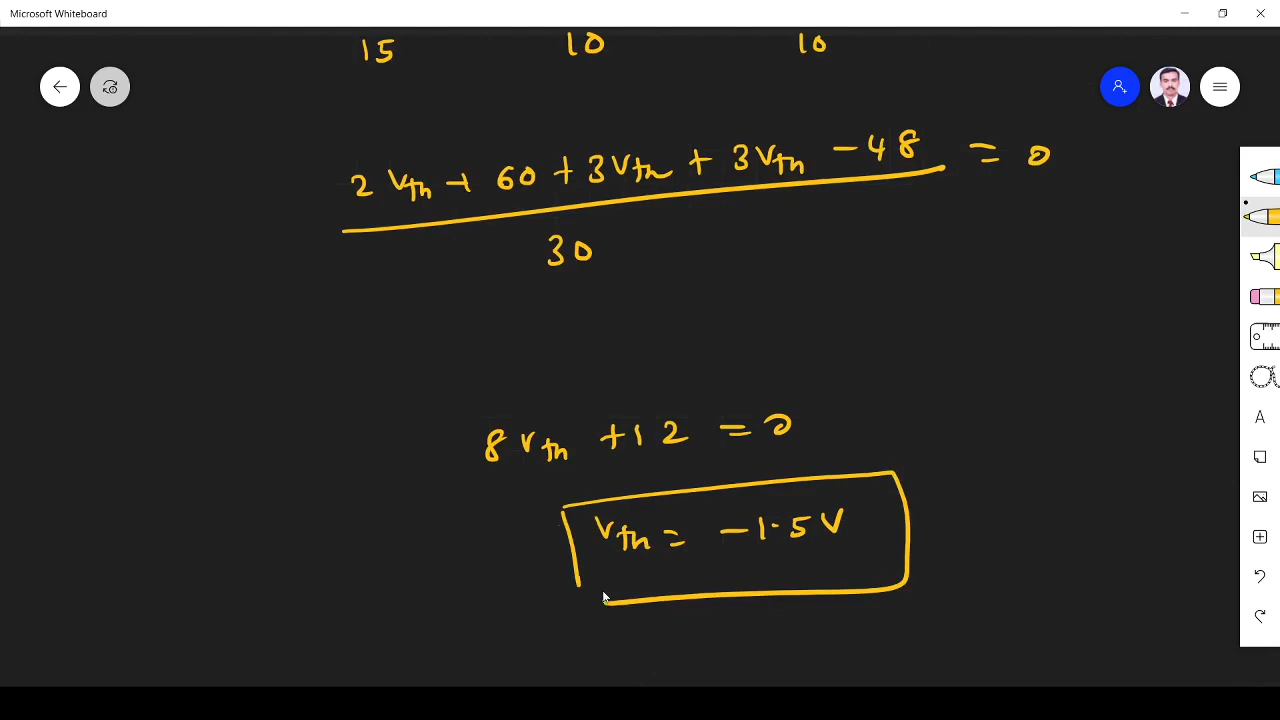 Microsoft Whiteboard
15 10 10
2 Vth + 60 + 3Vth + 3Vth - 48 = 0
30
8 Vth + 12 = 0
Vth = - 1.5 V
A